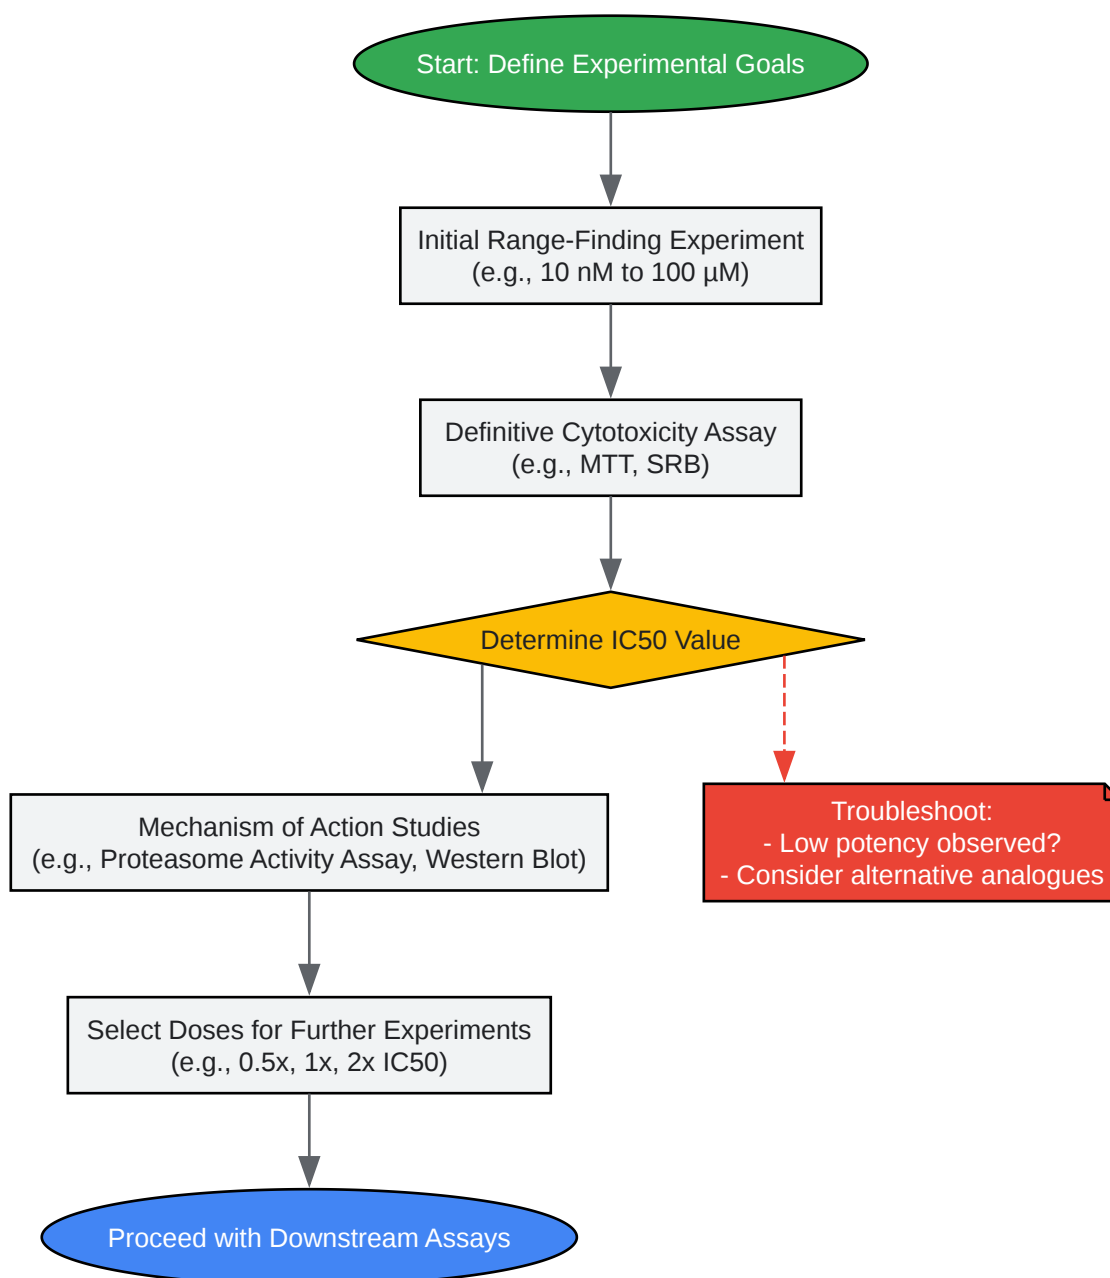 Start: Define Experimental Goals
Initial Range-Finding Experiment
(e.g., 10 nM to 100 µM)
Definitive Cytotoxicity Assay
(e.g., MTT, SRB)
Determine IC50 Value
Mechanism of Action Studies
(e.g., Proteasome Activity Assay, Western Blot)
Troubleshoot:
- Low potency observed?
- Consider alternative analogues
Select Doses for Further Experiments
(e.g., 0.5x, 1x, 2x IC50)
Proceed with Downstream Assays